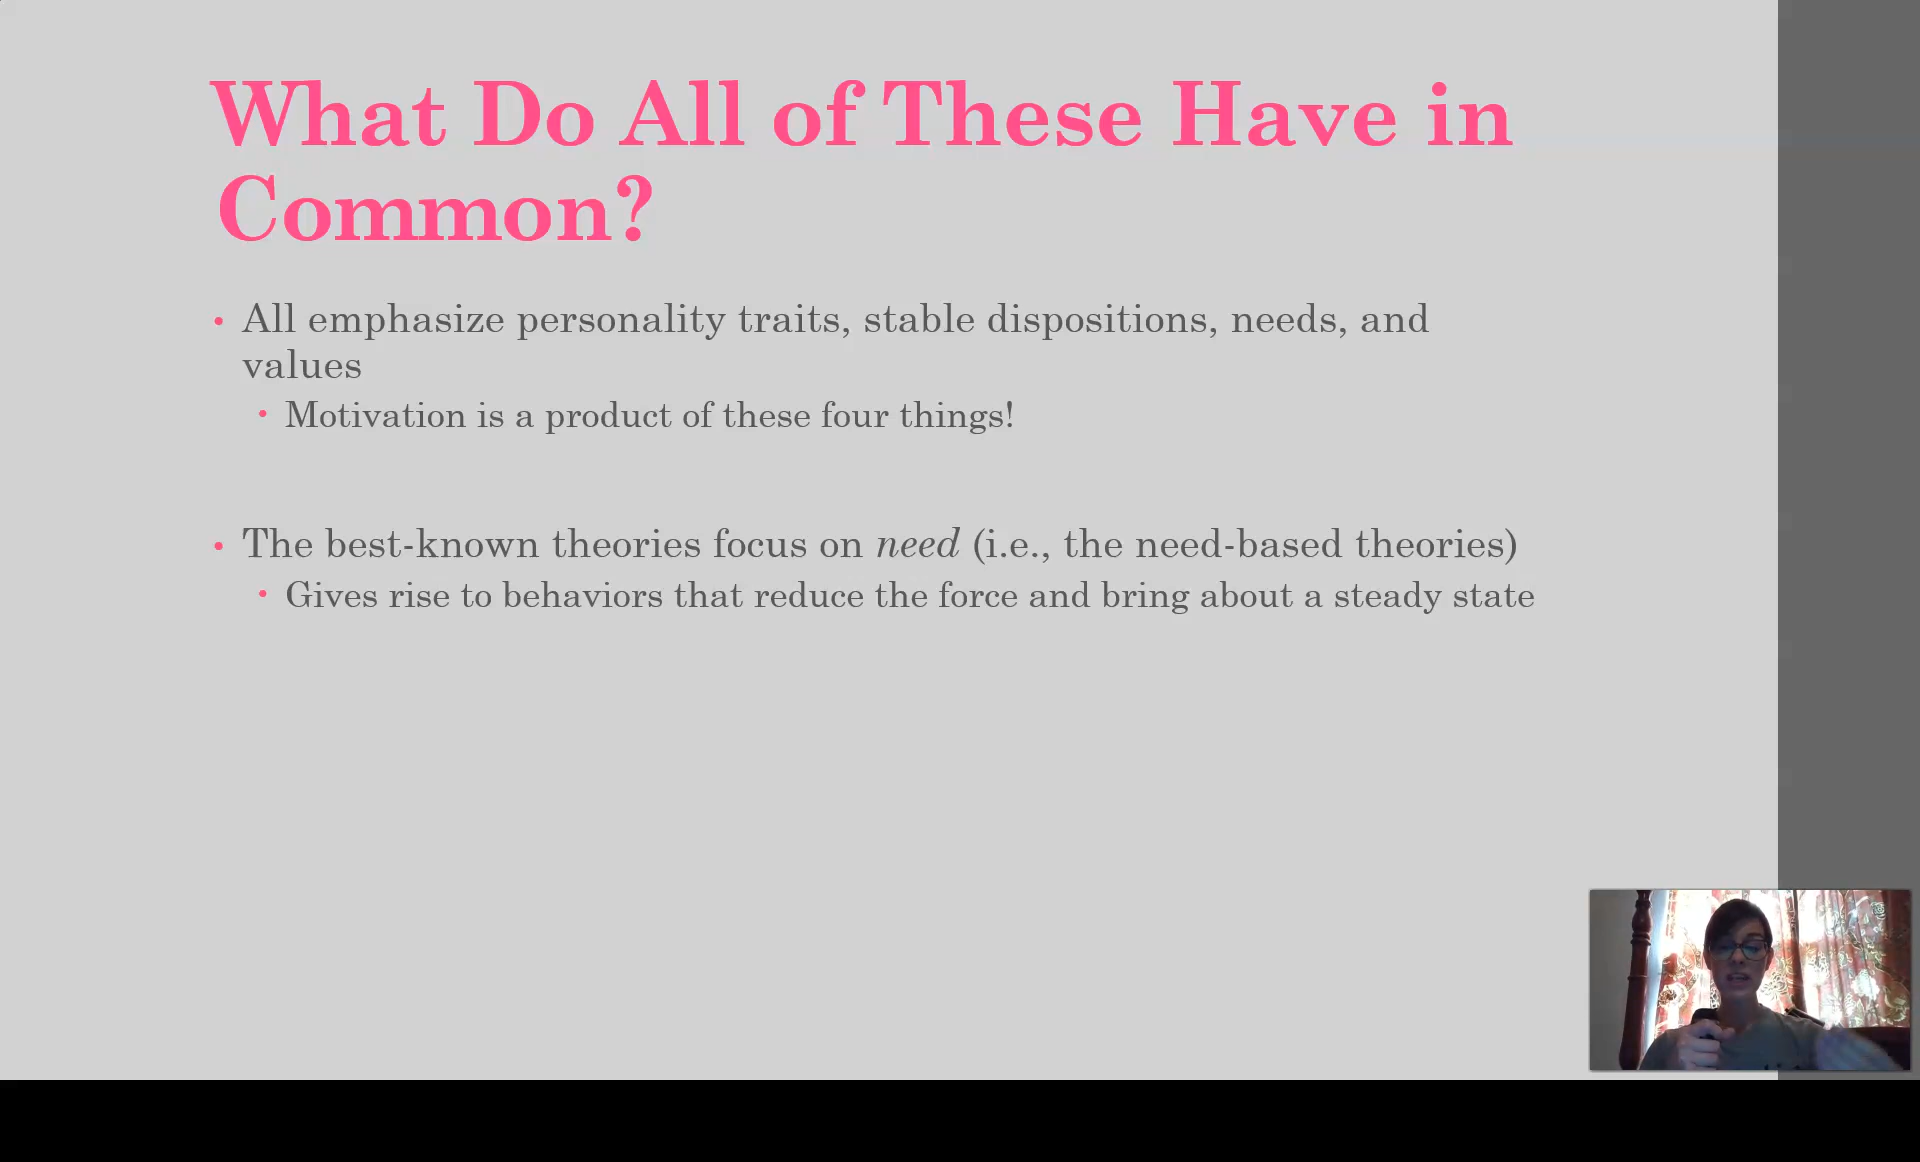 What Do All of These Have in
Common?
• All emphasize personality traits, stable dispositions, needs, and
values
• Motivation is a product of these four things!
• The best-known theories focus on need (i.e., the need-based theories)
• Gives rise to behaviors that reduce the force and bring about a steady state